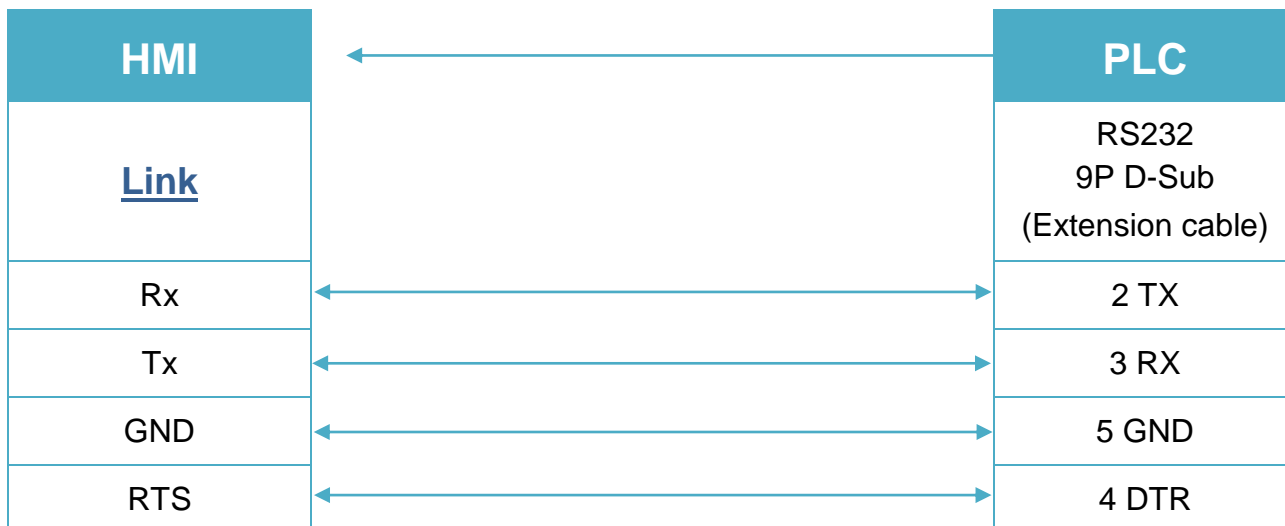 HMI
PLC
Link
RS232
9P D-Sub
(Extension cable)
Rx
2 TX
Tx
3 RX
GND
5 GND
RTS
4 DTR